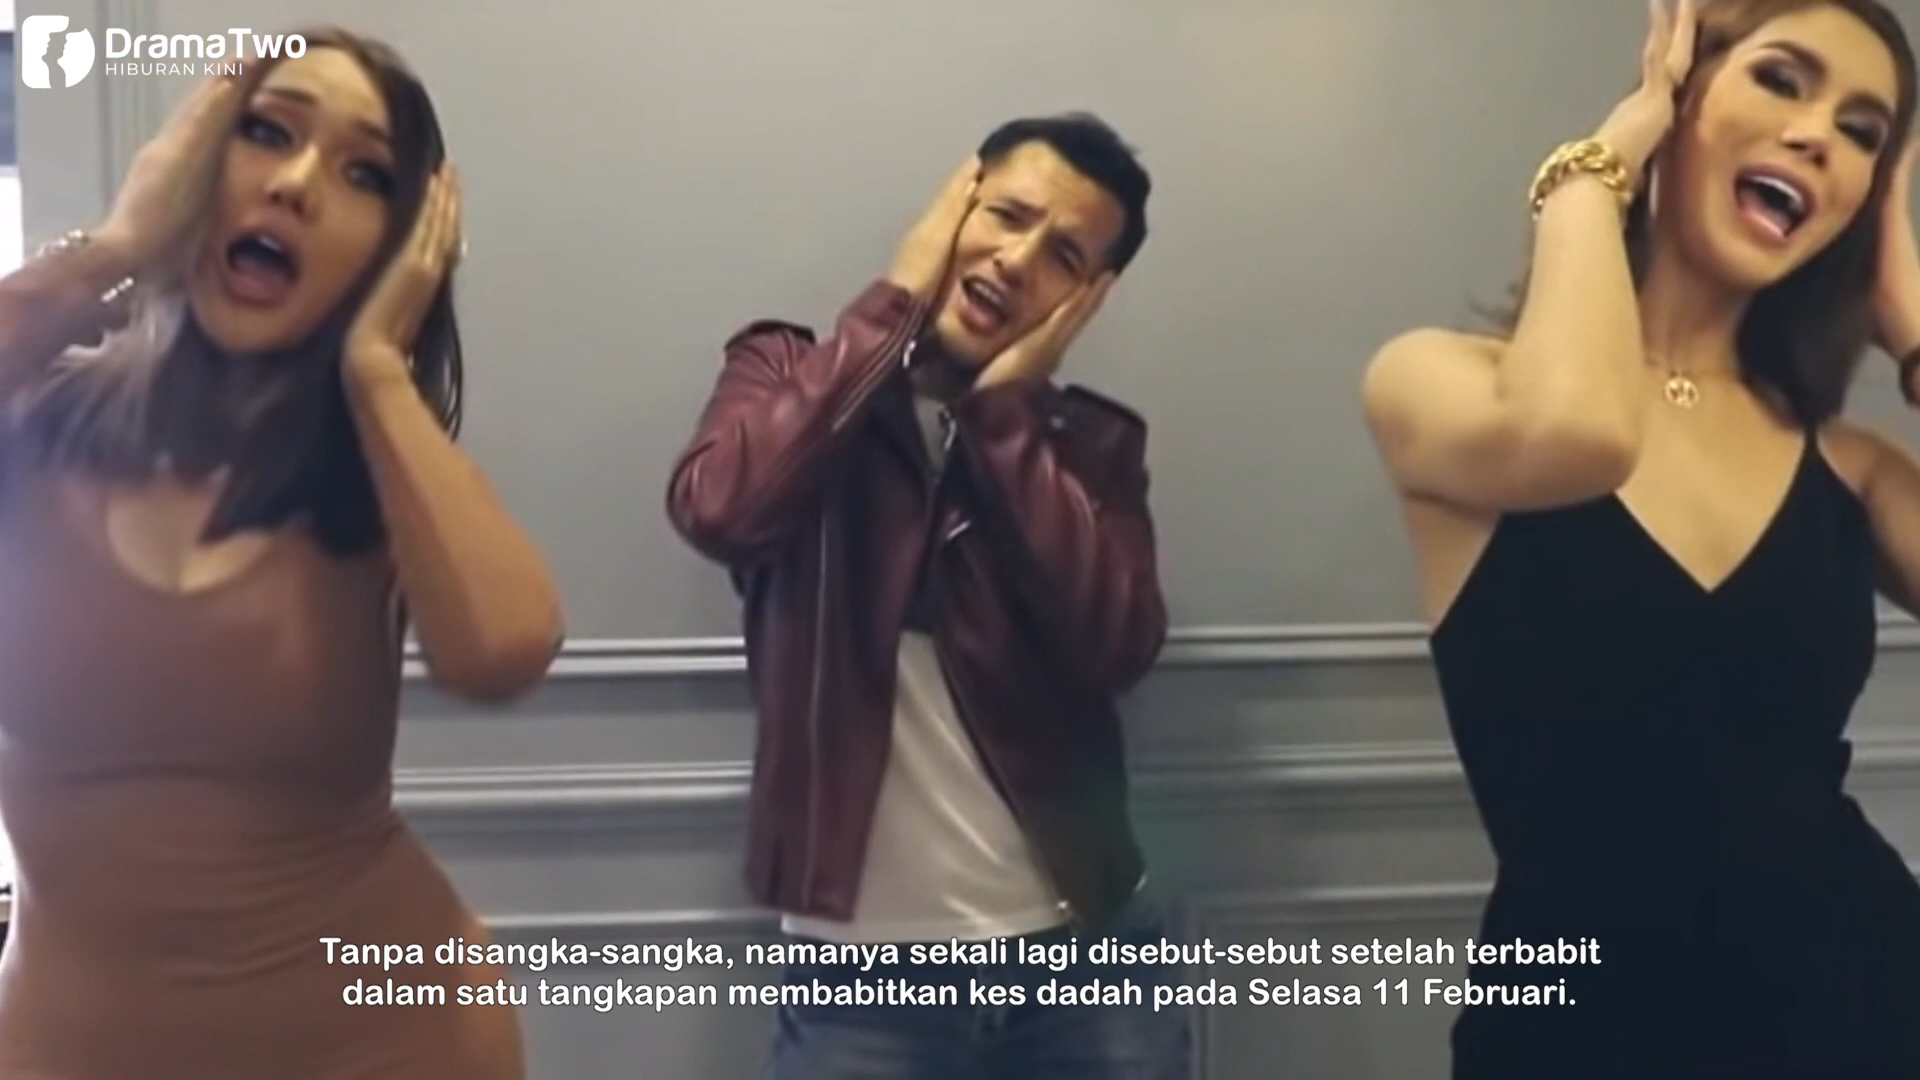 DramaTwo
HIBURAN KINI
Tanpa disangka-sangka, namanya sekali lagi disebut-sebut setelah terbabit
dalam satu tangkapan membabitkan kes dadah pada Selasa 11 Februari.